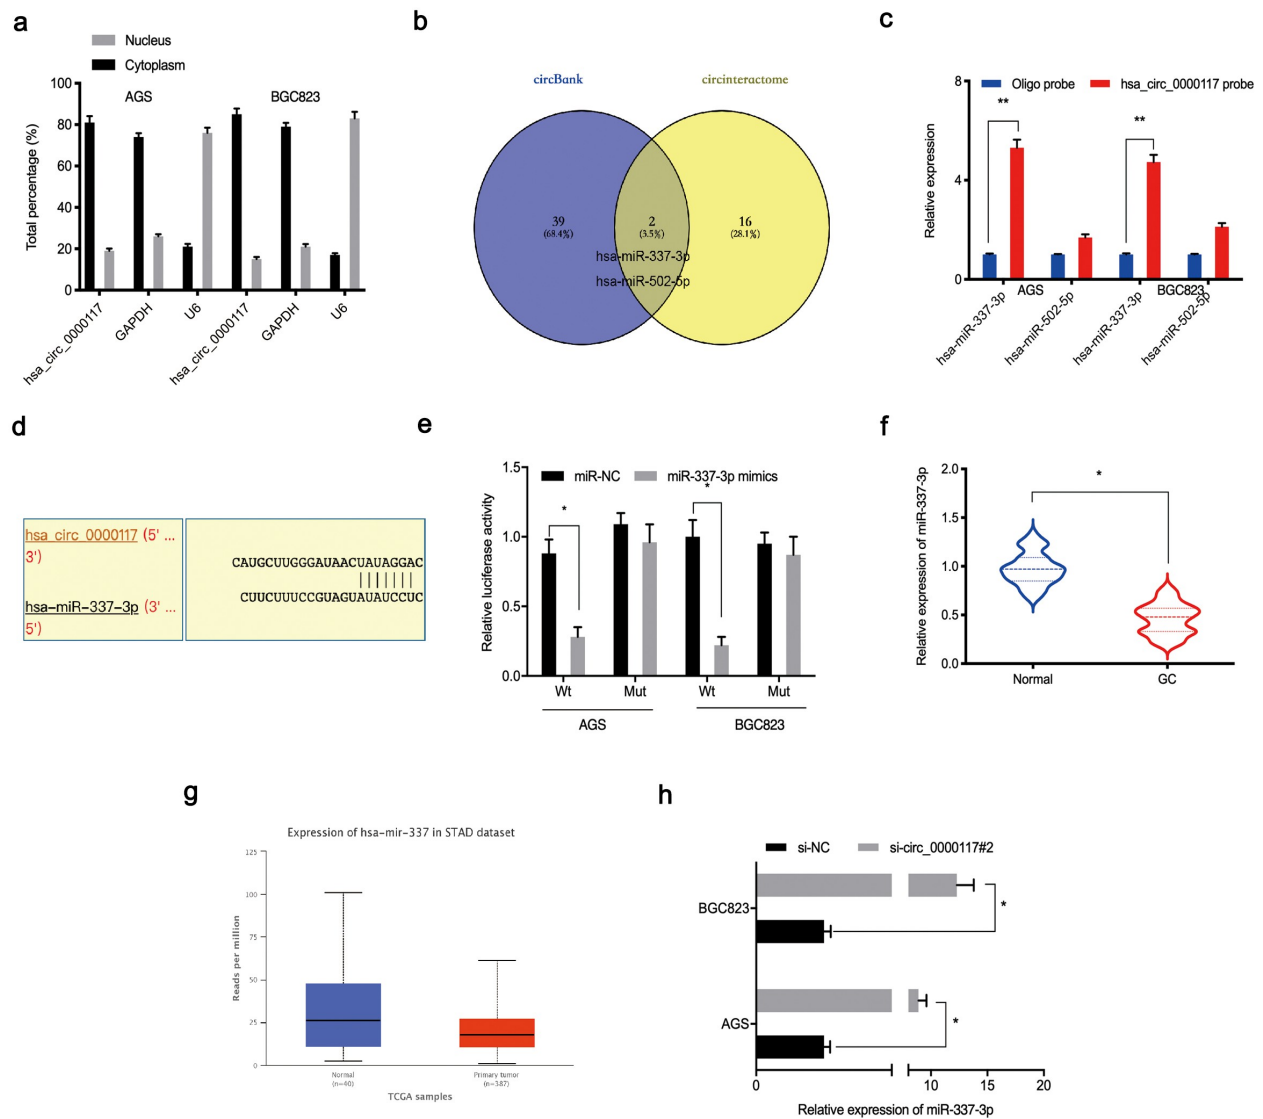 a
Nucleus
Cytoplasm
AGS
BGC823
100
80
60
40
20
0
Total percentage (%)
hsa_circ_0000117
GAPDH
U6
hsa_circ_0000117
GAPDH
U6
b
circBank
circinteractome
39
(68.4%)
2
(3.5%)
16
(28.1%)
hsa-miR-337-3p
hsa-miR-502-5p
c
Oligo probe
hsa_circ_0000117 probe
**
**
8
4
0
Relative expression
AGS
BGC823
hsa-miR-337-3p
hsa-miR-502-5p
hsa-miR-337-3p
hsa-miR-502-5p
d
hsa_circ_0000117 (5' ...
3')
CAUGCUUGGGAUAACUAUAGGAC
|||||||
hsa-miR-337-3p (3' ...
5')
CUUCUUUCCGUAGUAUAUCCUC
e
miR-NC
miR-337-3p mimics
*
*
1.5
1.0
0.5
0.0
Relative luciferase activity
Wt
Mut
Wt
Mut
AGS
BGC823
f
*
2.0
1.5
1.0
0.5
0.0
Relative expression of miR-337-3p
Normal
GC
g
Expression of hsa-mir-337 in STAD dataset
125
100
75
50
25
0
Reads per million
Normal
(n=40)
Primary tumor
(n=387)
TCGA samples
h
si-NC
si-circ_0000117#2
BGC823
*
AGS
*
0
10
15
20
Relative expression of miR-337-3p